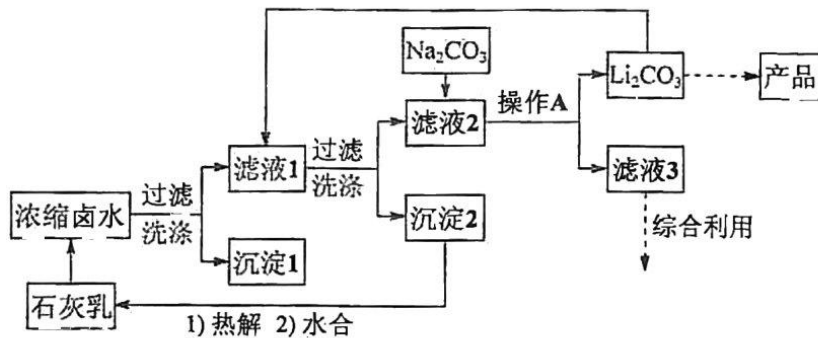 Na₂CO₃
Li₂CO₃
产品
操作A
滤液2
滤液1
过滤
洗涤
滤液3
过滤
洗涤
浓缩卤水
沉淀2
综合利用
沉淀1
石灰乳
1) 热解 2) 水合